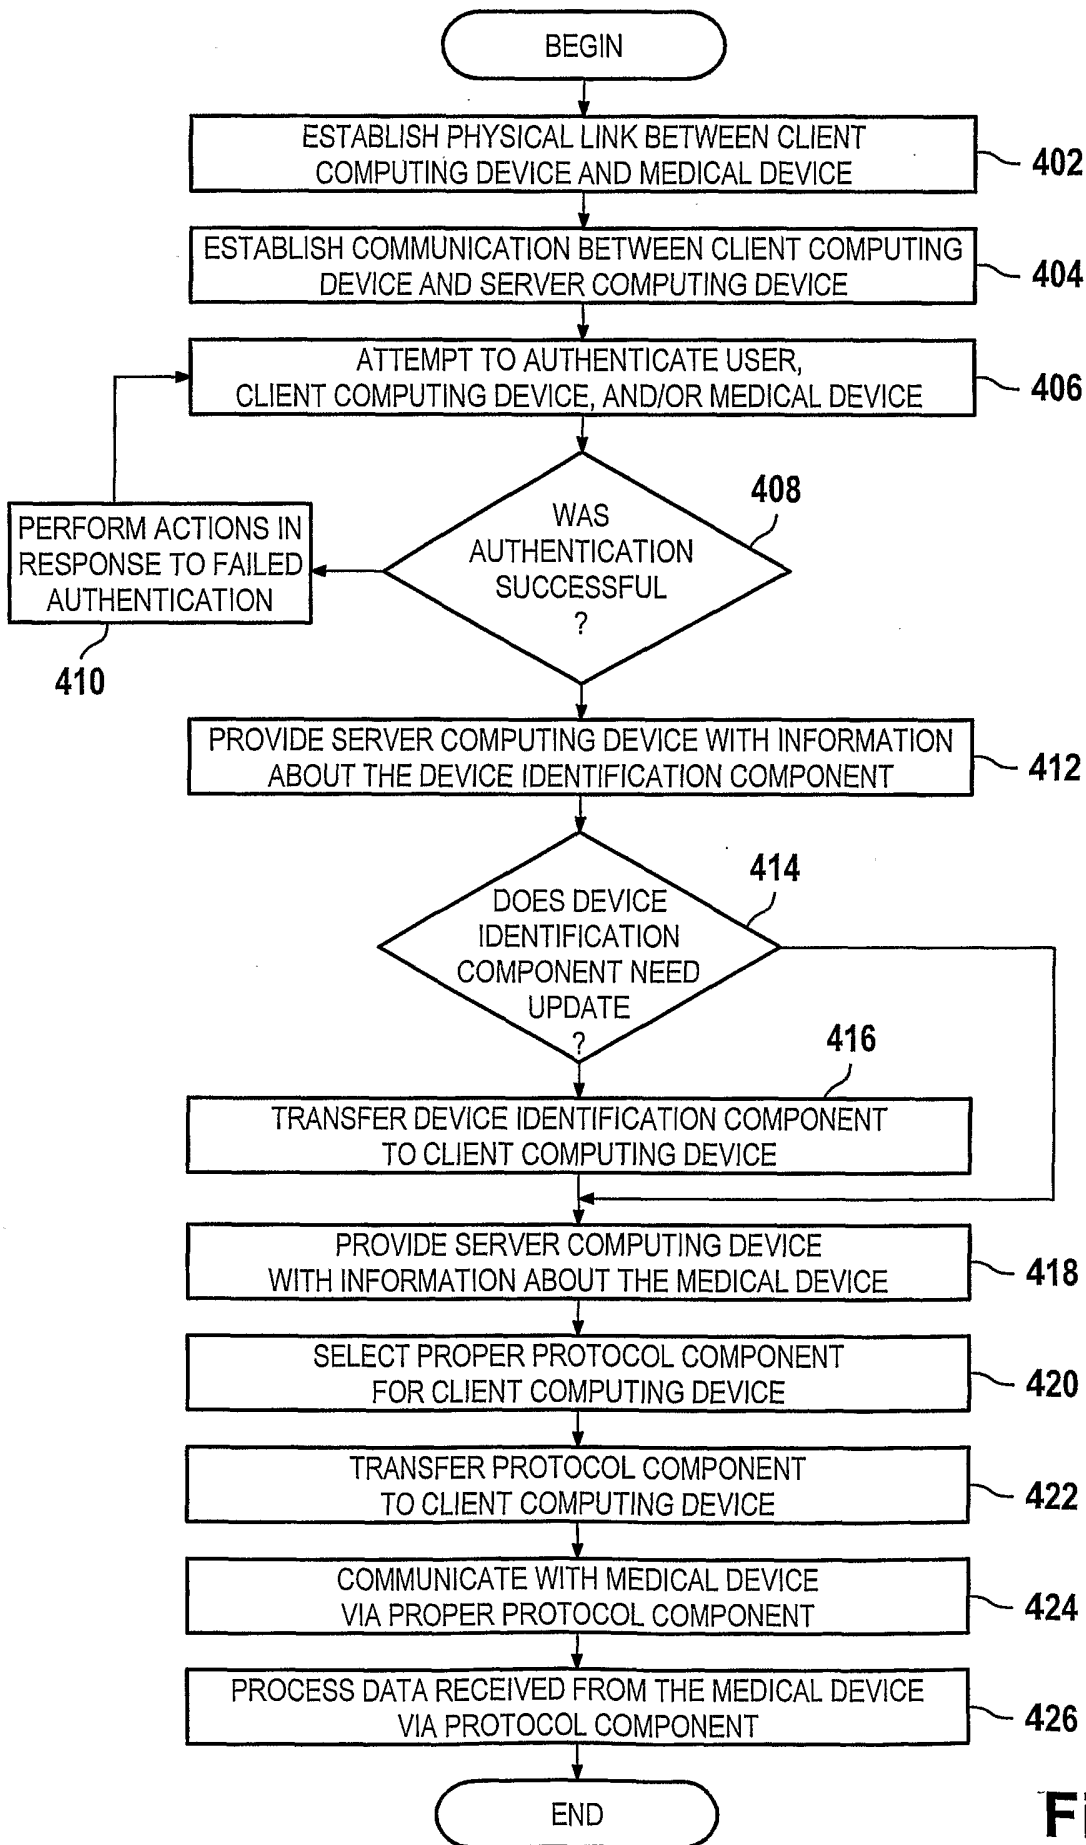 BEGIN
ESTABLISH PHYSICAL LINK BETWEEN CLIENT
COMPUTING DEVICE AND MEDICAL DEVICE
402
ESTABLISH COMMUNICATION BETWEEN CLIENT COMPUTING
DEVICE AND SERVER COMPUTING DEVICE
404
ATTEMPT TO AUTHENTICATE USER,
CLIENT COMPUTING DEVICE, AND/OR MEDICAL DEVICE
406
WAS
AUTHENTICATION
SUCCESSFUL
?
408
PERFORM ACTIONS IN
RESPONSE TO FAILED
AUTHENTICATION
410
PROVIDE SERVER COMPUTING DEVICE WITH INFORMATION
ABOUT THE DEVICE IDENTIFICATION COMPONENT
412
DOES DEVICE
IDENTIFICATION
COMPONENT NEED
UPDATE
?
414
416
TRANSFER DEVICE IDENTIFICATION COMPONENT
TO CLIENT COMPUTING DEVICE
PROVIDE SERVER COMPUTING DEVICE
WITH INFORMATION ABOUT THE MEDICAL DEVICE
418
SELECT PROPER PROTOCOL COMPONENT
FOR CLIENT COMPUTING DEVICE
420
TRANSFER PROTOCOL COMPONENT
TO CLIENT COMPUTING DEVICE
422
COMMUNICATE WITH MEDICAL DEVICE
VIA PROPER PROTOCOL COMPONENT
424
PROCESS DATA RECEIVED FROM THE MEDICAL DEVICE
VIA PROTOCOL COMPONENT
426
END